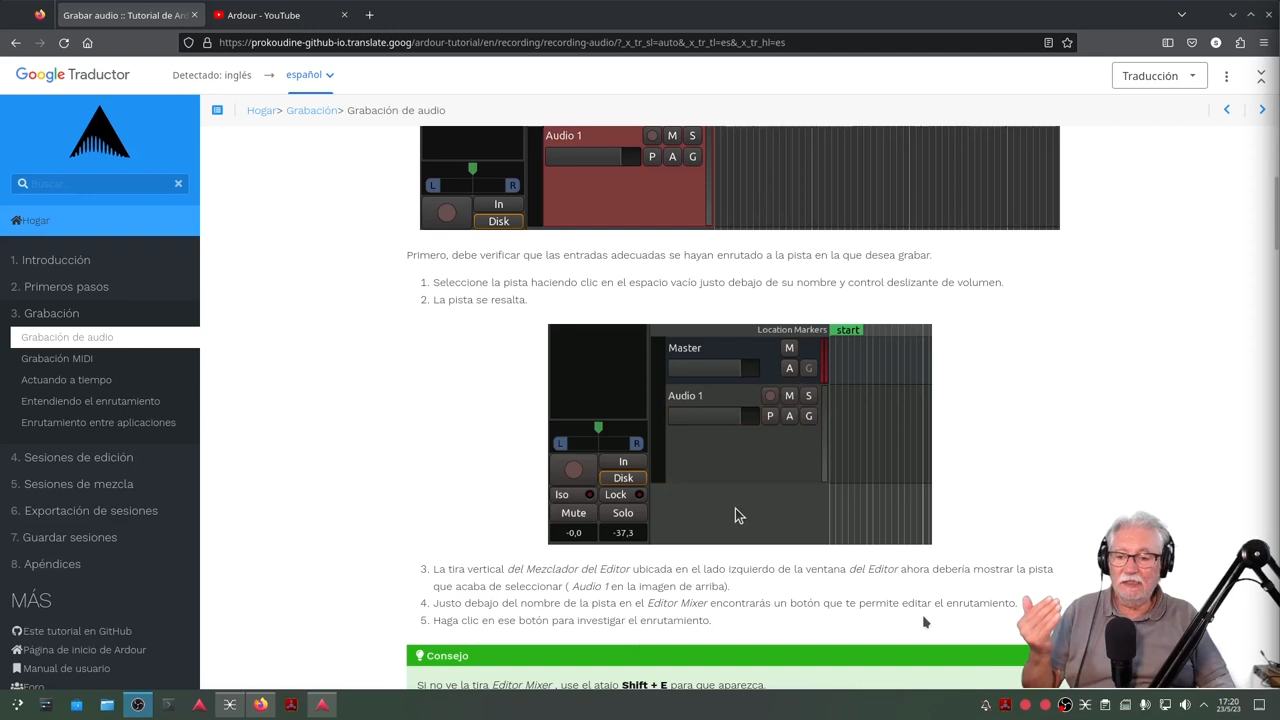 Grabar audio :: Tutorial de Ard
Ardour - YouTube
https://prokoudine-github-io.translate.goog/ardour-tutorial/en/recording/recording-audio/?_x_tr_sl=auto&_x_tr_tl=es&_x_tr_hl=es
Google Traductor
Detectado: inglés
español
Traducción
Hogar> Grabación> Grabación de audio
Buscar...
Hogar
1. Introducción
2. Primeros pasos
3. Grabación
Grabación de audio
Grabación MIDI
Actuando a tiempo
Entendiendo el enrutamiento
Enrutamiento entre aplicaciones
4. Sesiones de edición
5. Sesiones de mezcla
6. Exportación de sesiones
7. Guardar sesiones
8. Apéndices
MÁS
Este tutorial en GitHub
Página de inicio de Ardour
Manual de usuario
Foro
Audio 1
M S
P A G
L R
In
Disk
Primero, debe verificar que las entradas adecuadas se hayan enrutado a la pista en la que desea grabar.
1. Seleccione la pista haciendo clic en el espacio vacío justo debajo de su nombre y control deslizante de volumen.
2. La pista se resalta.
Location Markers start
Master M
A G
Audio 1 M S
P A G
L R
In
Disk
Iso Lock
Mute Solo
-0,0 -37,3
3. La tira vertical del Mezclador del Editor ubicada en el lado izquierdo de la ventana del Editor ahora debería mostrar la pista
que acaba de seleccionar ( Audio 1 en la imagen de arriba).
4. Justo debajo del nombre de la pista en el Editor Mixer encontrarás un botón que te permite editar el enrutamiento.
5. Haga clic en ese botón para investigar el enrutamiento.
Consejo
Si no ve la tira Editor Mixer , use el atajo Shift + E para que aparezca.
17:20
23/5/23